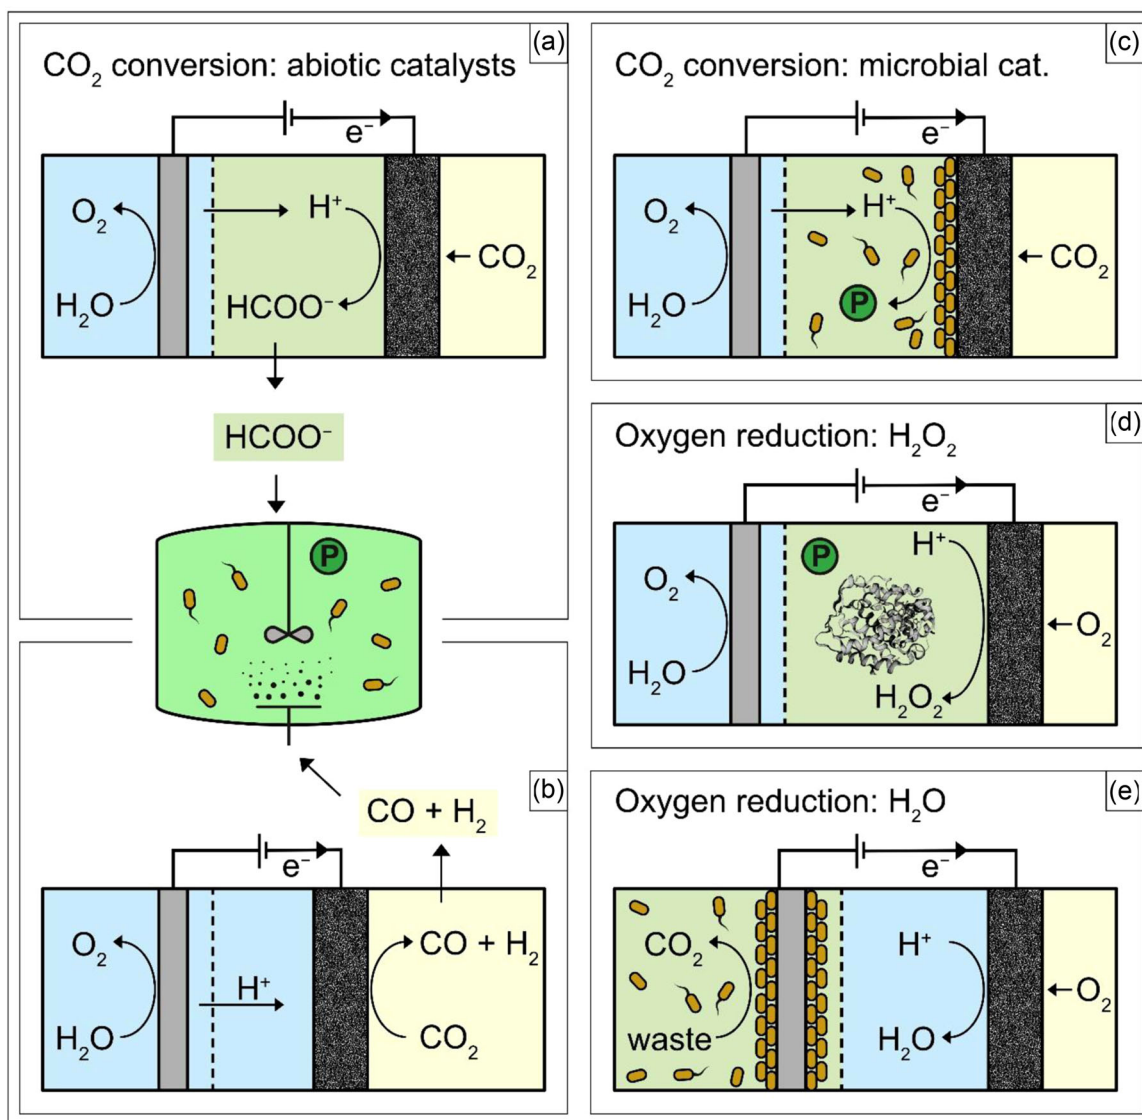 (a)
CO₂ conversion: abiotic catalysts
e⁻
O₂
H⁺
CO₂
H₂O
HCOO⁻
HCOO⁻
P
(b)
CO + H₂
e⁻
O₂
CO + H₂
H⁺
H₂O
CO₂
(c)
CO₂ conversion: microbial cat.
e⁻
O₂
H⁺
CO₂
H₂O
P
(d)
Oxygen reduction: H₂O₂
e⁻
P
H⁺
O₂
O₂
H₂O
H₂O₂
(e)
Oxygen reduction: H₂O
e⁻
CO₂
H⁺
O₂
waste
H₂O